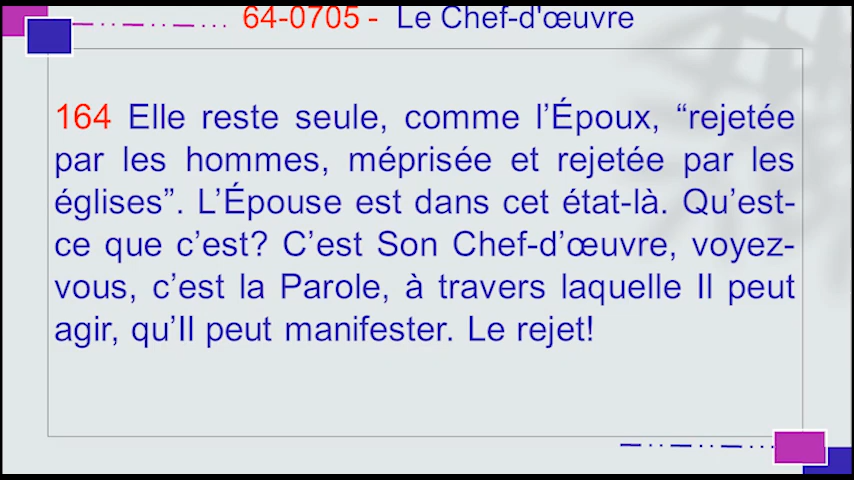 64-0705 - Le Chef-d'œuvre
164 Elle reste seule, comme l’Époux, “rejetée
par les hommes, méprisée et rejetée par les
églises”. L’Épouse est dans cet état-là. Qu’est-
ce que c’est? C’est Son Chef-d’œuvre, voyez-
vous, c’est la Parole, à travers laquelle Il peut
agir, qu’Il peut manifester. Le rejet!